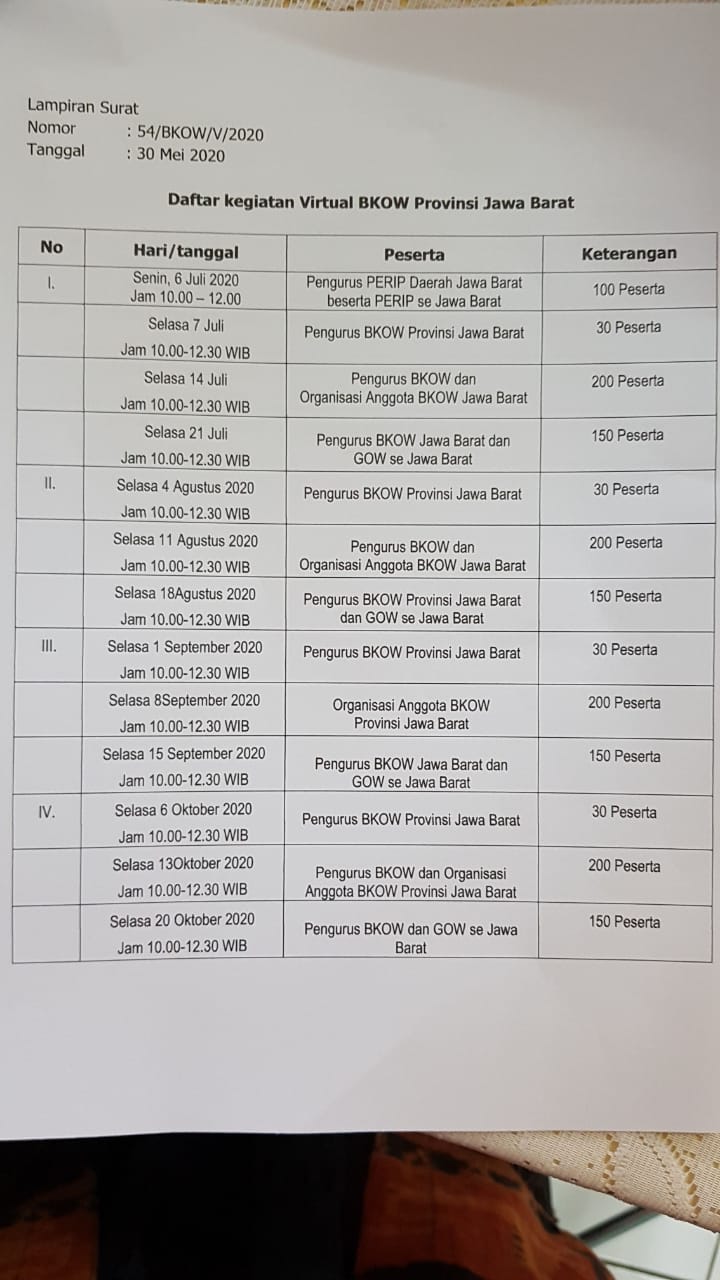 Lampiran Surat
Nomor : 54/BKOW/V/2020
Tanggal : 30 Mei 2020
Daftar kegiatan Virtual BKOW Provinsi Jawa Barat
No Hari/tanggal Peserta Keterangan
I. Senin, 6 Juli 2020 Pengurus PERIP Daerah Jawa Barat 100 Peserta
Jam 10.00 – 12.00 beserta PERIP se Jawa Barat
Selasa 7 Juli Pengurus BKOW Provinsi Jawa Barat 30 Peserta
Jam 10.00-12.30 WIB
Selasa 14 Juli Pengurus BKOW dan 200 Peserta
Jam 10.00-12.30 WIB Organisasi Anggota BKOW Jawa Barat
Selasa 21 Juli Pengurus BKOW Jawa Barat dan 150 Peserta
Jam 10.00-12.30 WIB GOW se Jawa Barat
II. Selasa 4 Agustus 2020 Pengurus BKOW Provinsi Jawa Barat 30 Peserta
Jam 10.00-12.30 WIB
Selasa 11 Agustus 2020 Pengurus BKOW dan 200 Peserta
Jam 10.00-12.30 WIB Organisasi Anggota BKOW Jawa Barat
Selasa 18Agustus 2020 Pengurus BKOW Provinsi Jawa Barat 150 Peserta
Jam 10.00-12.30 WIB dan GOW se Jawa Barat
III. Selasa 1 September 2020 Pengurus BKOW Provinsi Jawa Barat 30 Peserta
Jam 10.00-12.30 WIB
Selasa 8September 2020 Organisasi Anggota BKOW 200 Peserta
Jam 10.00-12.30 WIB Provinsi Jawa Barat
Selasa 15 September 2020 Pengurus BKOW Jawa Barat dan 150 Peserta
Jam 10.00-12.30 WIB GOW se Jawa Barat
IV. Selasa 6 Oktober 2020 Pengurus BKOW Provinsi Jawa Barat 30 Peserta
Jam 10.00-12.30 WIB
Selasa 13Oktober 2020 Pengurus BKOW dan Organisasi 200 Peserta
Jam 10.00-12.30 WIB Anggota BKOW Provinsi Jawa Barat
Selasa 20 Oktober 2020 Pengurus BKOW dan GOW se Jawa 150 Peserta
Jam 10.00-12.30 WIB Barat